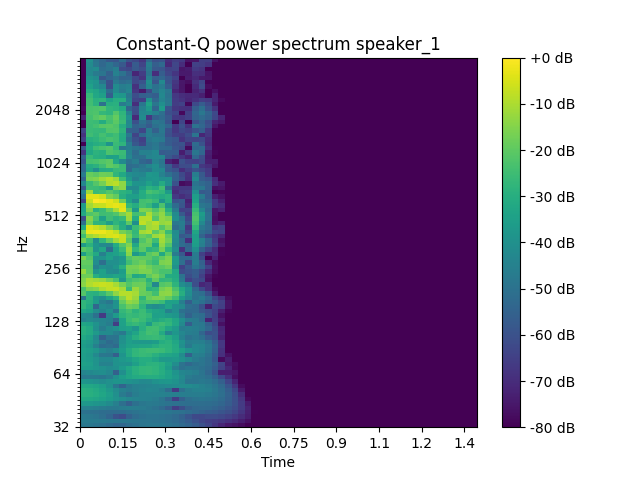 Constant-Q power spectrum speaker_1
Hz
2048
1024
512
256
128
64
32
0 0.15 0.3 0.45 0.6 0.75 0.9 1.1 1.2 1.4
Time
+0 dB
-10 dB
-20 dB
-30 dB
-40 dB
-50 dB
-60 dB
-70 dB
-80 dB